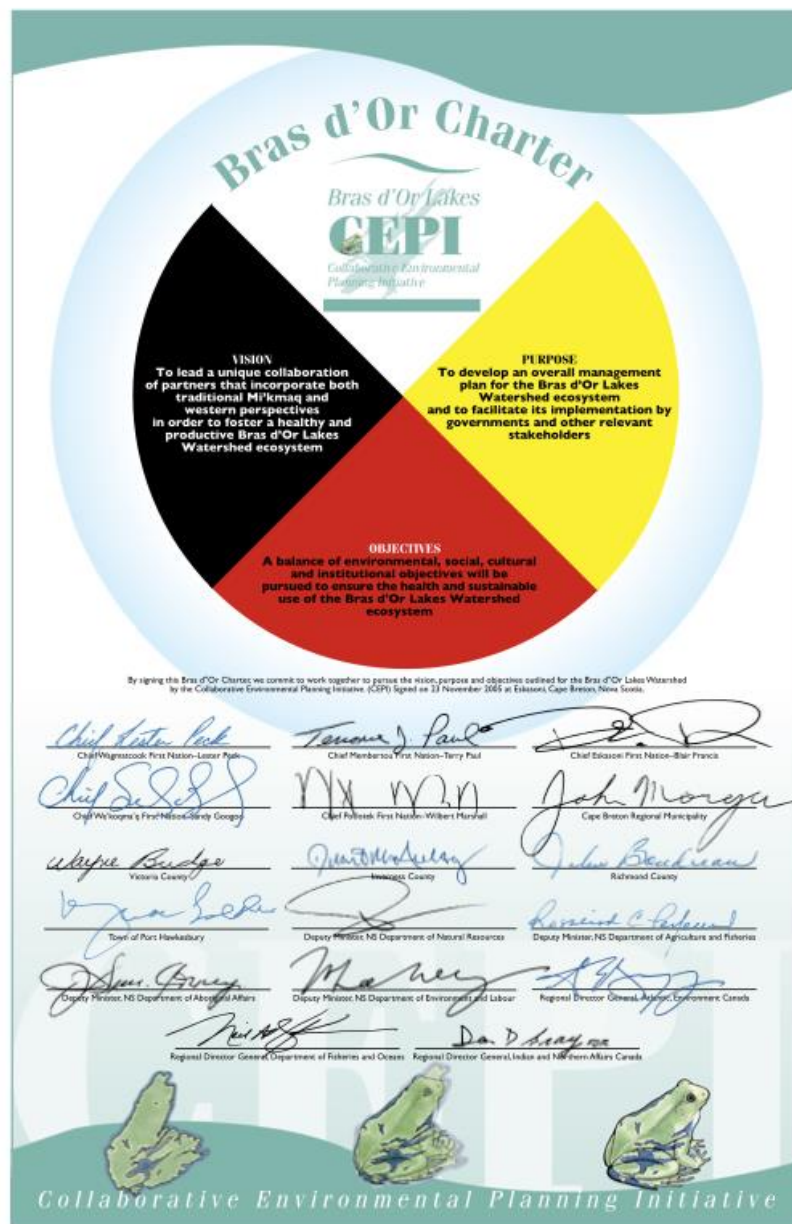 Bras d'Or Charter
Bras d'Or Lakes
CEPI
Collaborative Environmental
Planning Initiative
VISION
To lead a unique collaboration
of partners that incorporate both
traditional Mi'kmaq and
western perspectives
in order to foster a healthy and
productive Bras d'Or Lakes
Watershed ecosystem
PURPOSE
To develop an overall management
plan for the Bras d'Or Lakes
Watershed ecosystem
and to facilitate its implementation by
governments and other relevant
stakeholders
OBJECTIVES
A balance of environmental, social, cultural
and institutional objectives will be
pursued to ensure the health and sustainable
use of the Bras d'Or Lakes Watershed
ecosystem
By signing this Bras d'Or Charter, we commit to work together to pursue the vision, purpose and objectives outlined for the Bras d'Or Lakes Watershed
by the Collaborative Environmental Planning Initiative. (CEPI) Signed on 23 November 2005 at Eskasoni, Cape Breton, Nova Scotia.
Chief Lester Peck Terrance J. Paul
Chief Wagmatcook First Nation–Lester Peck Chief Membertou First Nation–Terry Paul Chief Eskasoni First Nation–Blair Francis
Chief John Morgan
Chief We'koqma'q First Nation–Sandy Googoo Chief Potlotek First Nation–Wilbert Marshall Cape Breton Regional Municipality
Wayne Budge
Victoria County Inverness County Richmond County
Town of Port Hawkesbury Deputy Minister, NS Department of Natural Resources Deputy Minister, NS Department of Agriculture and Fisheries
Deputy Minister, NS Department of Aboriginal Affairs Deputy Minister, NS Department of Environment and Labour Regional Director General, Atlantic, Environment Canada
Regional Director General, Department of Fisheries and Oceans Regional Director General, Indian and Northern Affairs Canada
CEPI
Collaborative Environmental Planning Initiative